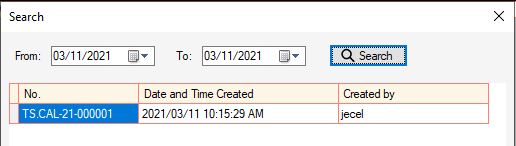 Search
From: 03/11/2021 To: 03/11/2021 Search
No. Date and Time Created Created by
TS.CAL-21-000001 2021/03/11 10:15:29 AM jecel